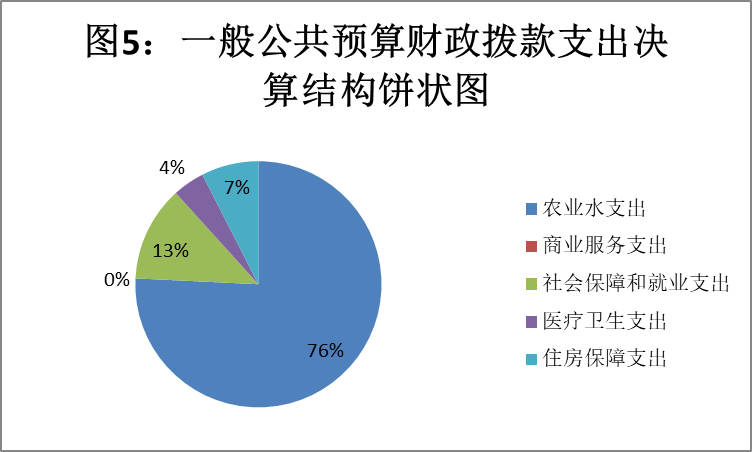 图5：一般公共预算财政拨款支出决
算结构饼状图
4%
7%
13%
0%
76%
农业水支出
商业服务支出
社会保障和就业支出
医疗卫生支出
住房保障支出